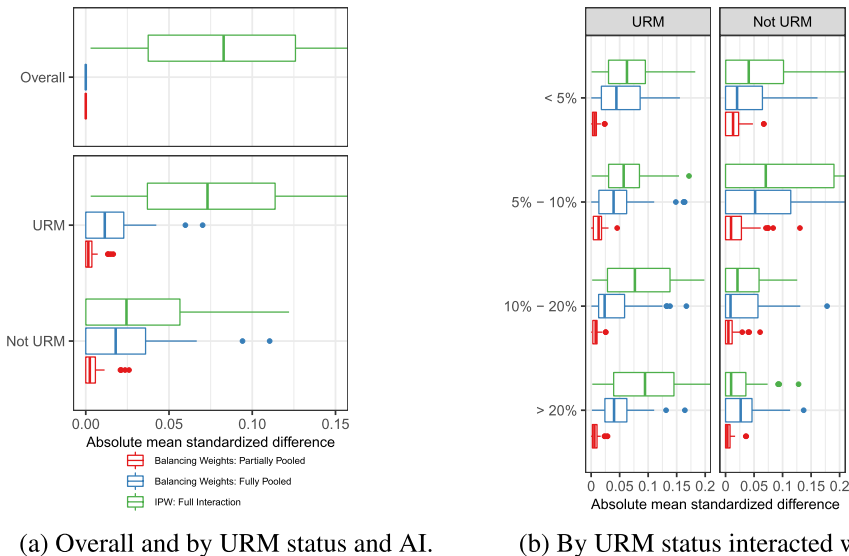 Overall
URM
Not URM
0.00 0.05 0.10 0.15
Absolute mean standardized difference
Balancing Weights: Partially Pooled
Balancing Weights: Fully Pooled
IPW: Full Interaction
(a) Overall and by URM status and AI.
URM Not URM
< 5%
5% − 10%
10% − 20%
> 20%
0 0.05 0.1 0.15 0.2 0 0.05 0.1 0.15 0.2
Absolute mean standardized difference
(b) By URM status interacted